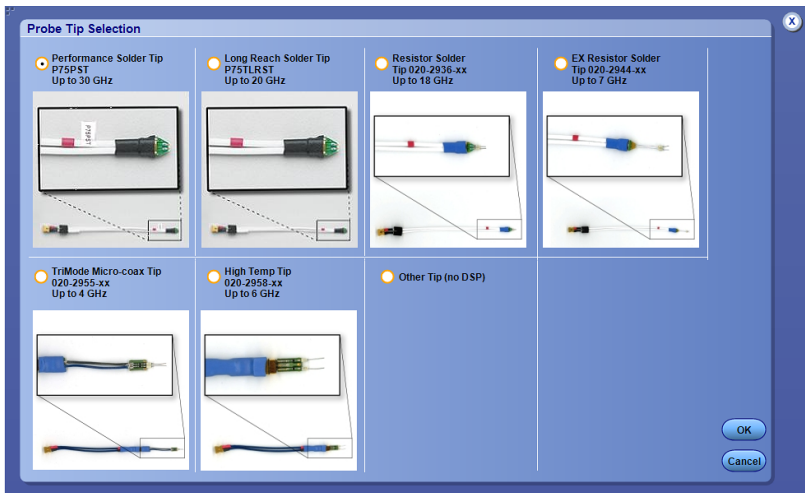 Probe Tip Selection
X
Performance Solder Tip
P75PST
Up to 30 GHz
Long Reach Solder Tip
P75TLRST
Up to 20 GHz
Resistor Solder
Tip 020-2936-xx
Up to 18 GHz
EX Resistor Solder
Tip 020-2944-xx
Up to 7 GHz
P75PST
TriMode Micro-coax Tip
020-2955-xx
Up to 4 GHz
High Temp Tip
020-2958-xx
Up to 6 GHz
Other Tip (no DSP)
OK
Cancel